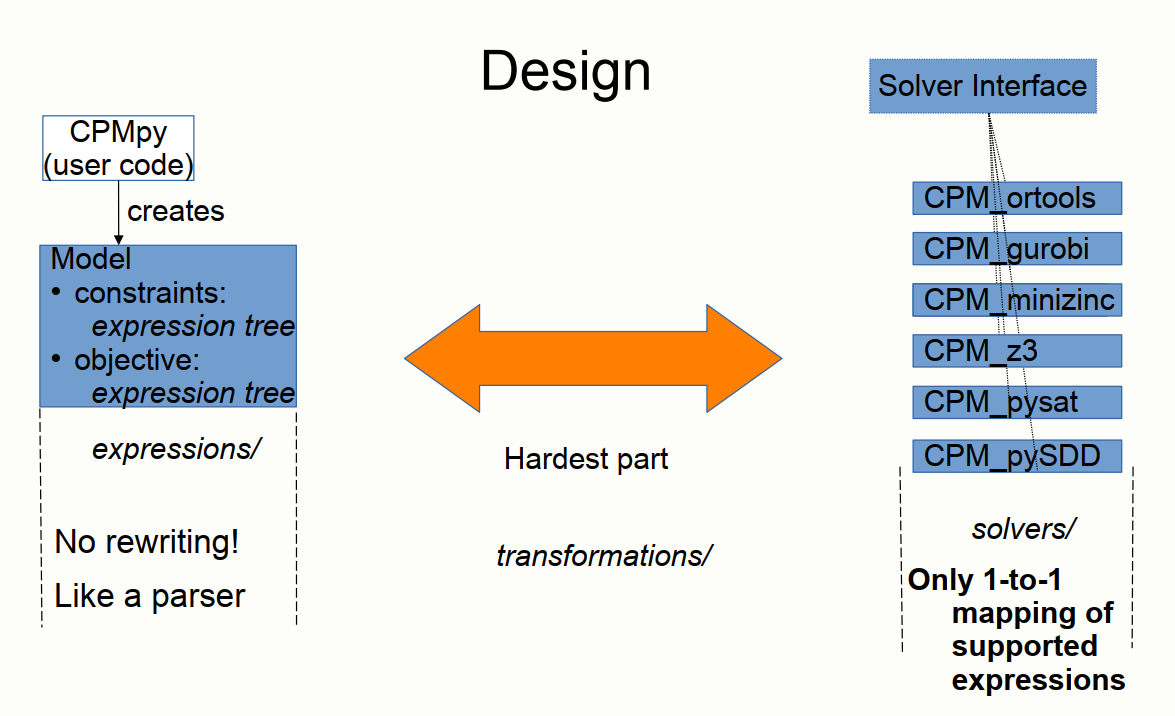 Design
CPMpy
(user code)
creates
Model
• constraints:
expression tree
• objective:
expression tree
expressions/
No rewriting!
Like a parser
Hardest part
transformations/
Solver Interface
CPM_ortools
CPM_gurobi
CPM_minizinc
CPM_z3
CPM_pysat
CPM_pySDD
solvers/
Only 1-to-1
mapping of
supported
expressions